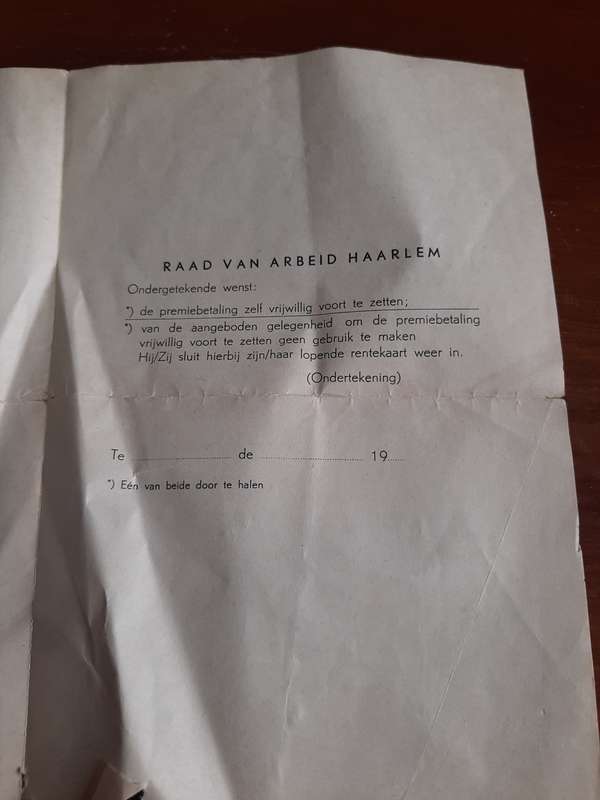 RAAD VAN ARBEID HAARLEM
Ondergetekende wenst:
*) de premiebetaling zelf vrijwillig voort te zetten;
*) van de aangeboden gelegenheid om de premiebetaling
vrijwillig voort te zetten geen gebruik te maken
Hij/Zij sluit hierbij zijn/haar lopende rentekaart weer in.
(Ondertekening)
Te .......................... de .......................... 19.....
*) Eén van beide door te halen